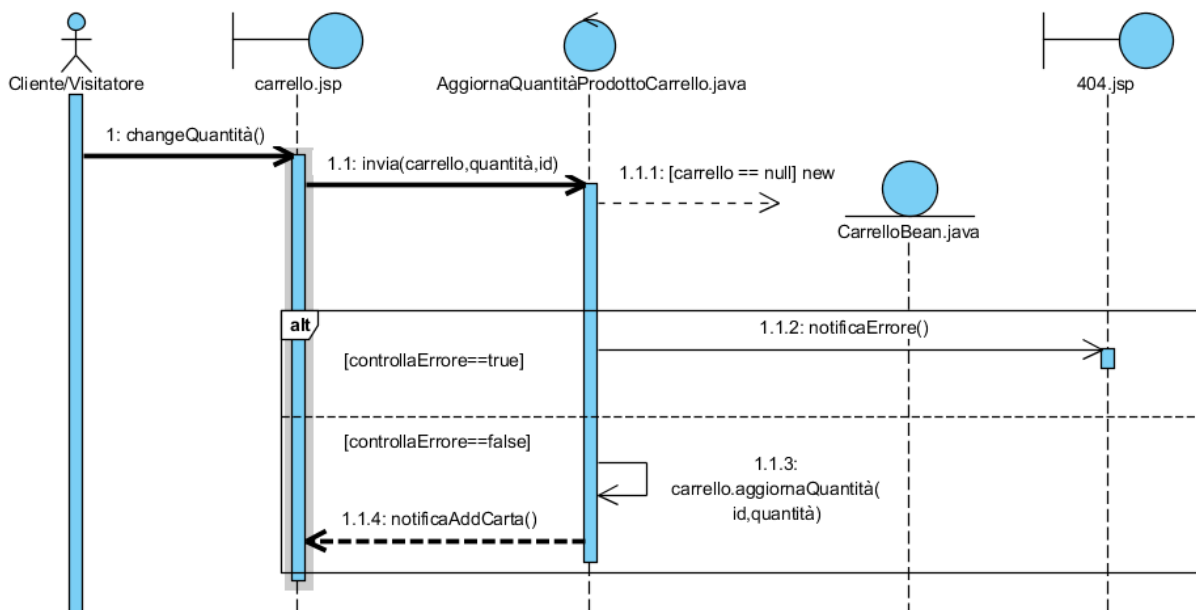 Cliente/Visitatore
carrello.jsp
AggiornaQuantitàProdottoCarrello.java
404.jsp
1: changeQuantità()
1.1: invia(carrello,quantità,id)
1.1.1: [carrello == null] new
CarrelloBean.java
alt
1.1.2: notificaErrore()
[controllaErrore==true]
[controllaErrore==false]
1.1.3:
carrello.aggiornaQuantità(
id,quantità)
1.1.4: notificaAddCarta()